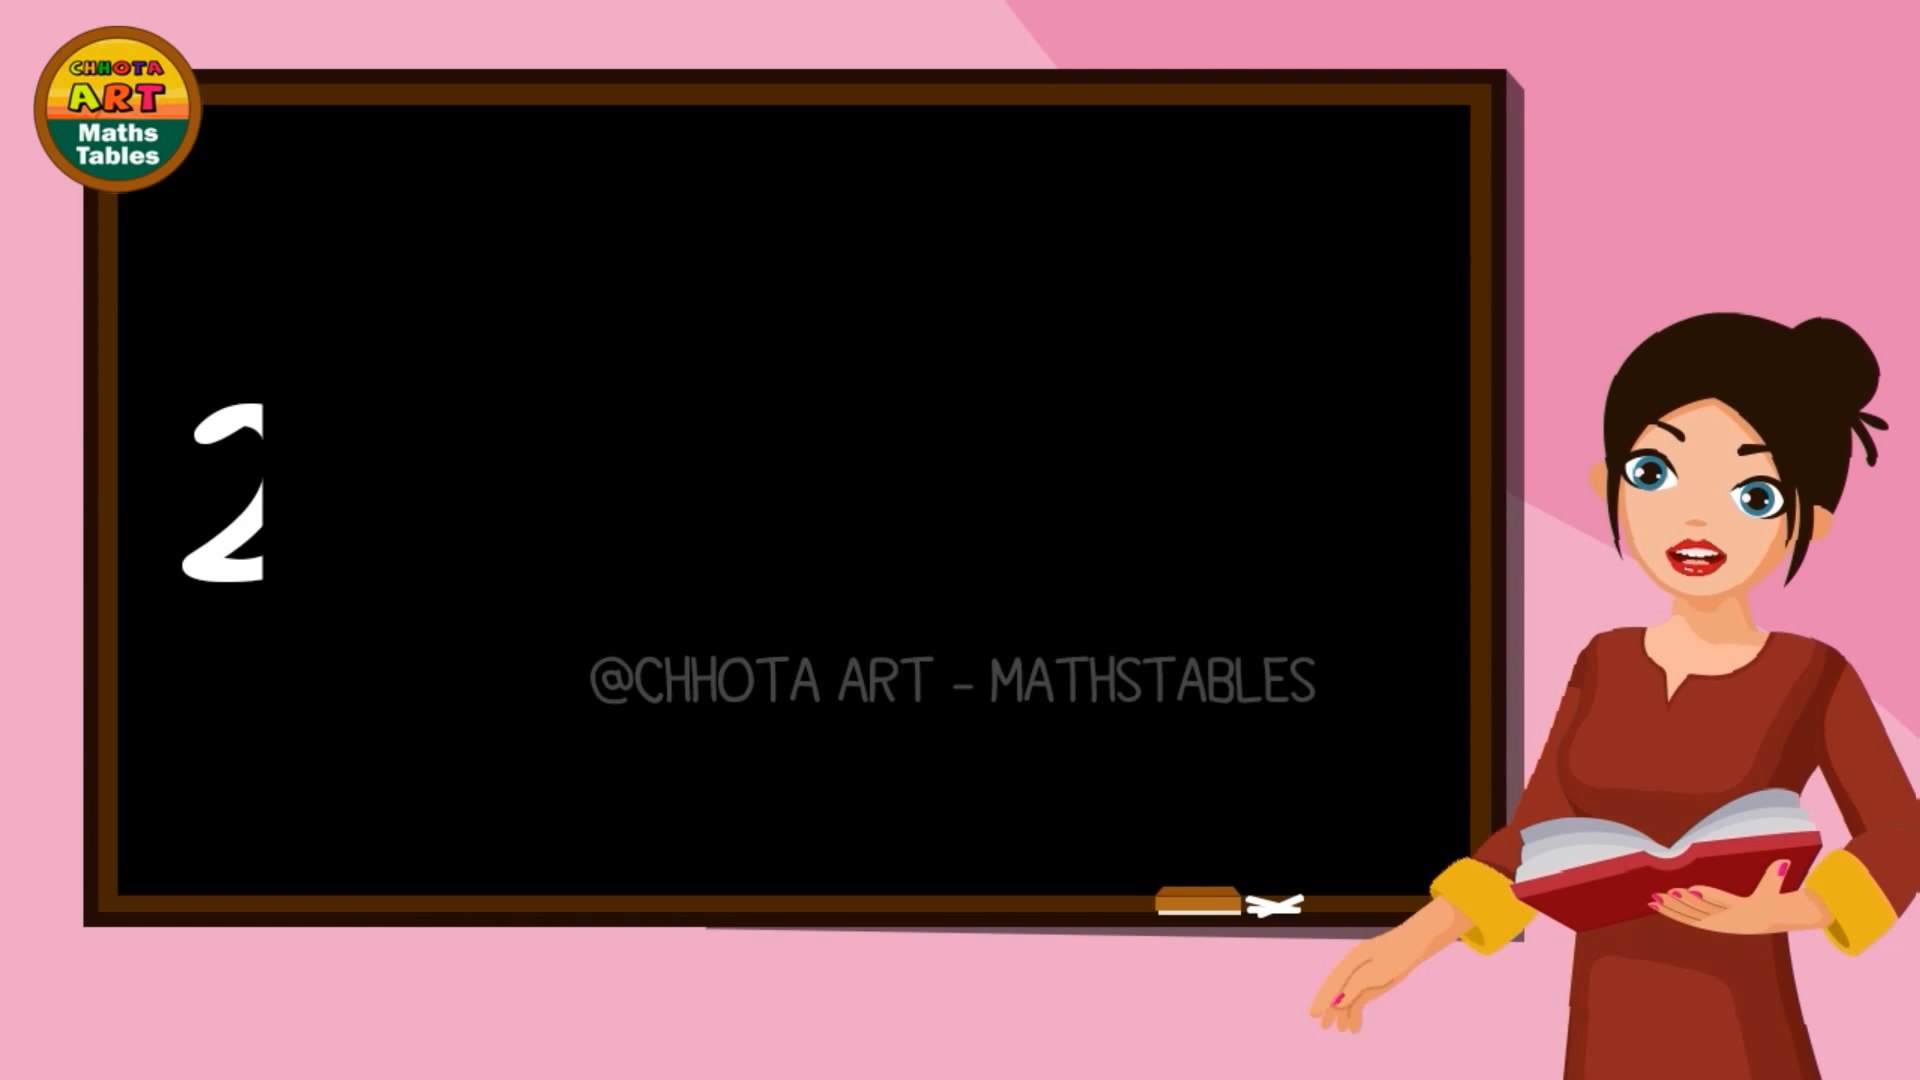 CHHOTA
ART
Maths
Tables
2
@CHHOTA ART - MATHSTABLES